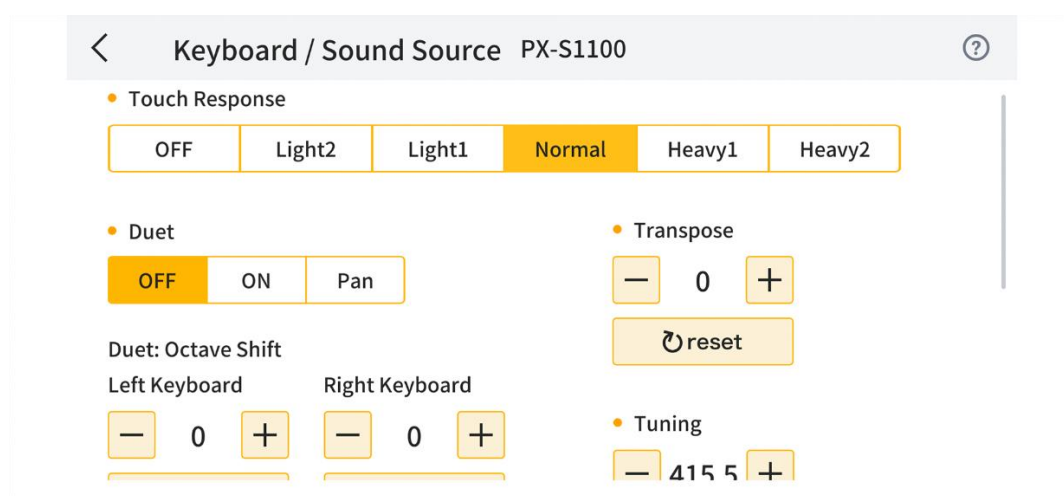 Keyboard / Sound Source PX-S1100
Touch Response
OFF Light2 Light1 Normal Heavy1 Heavy2
Duet
OFF ON Pan
Transpose
− 0 +
reset
Duet: Octave Shift
Left Keyboard Right Keyboard
− 0 + − 0 +
Tuning
− 415.5 +